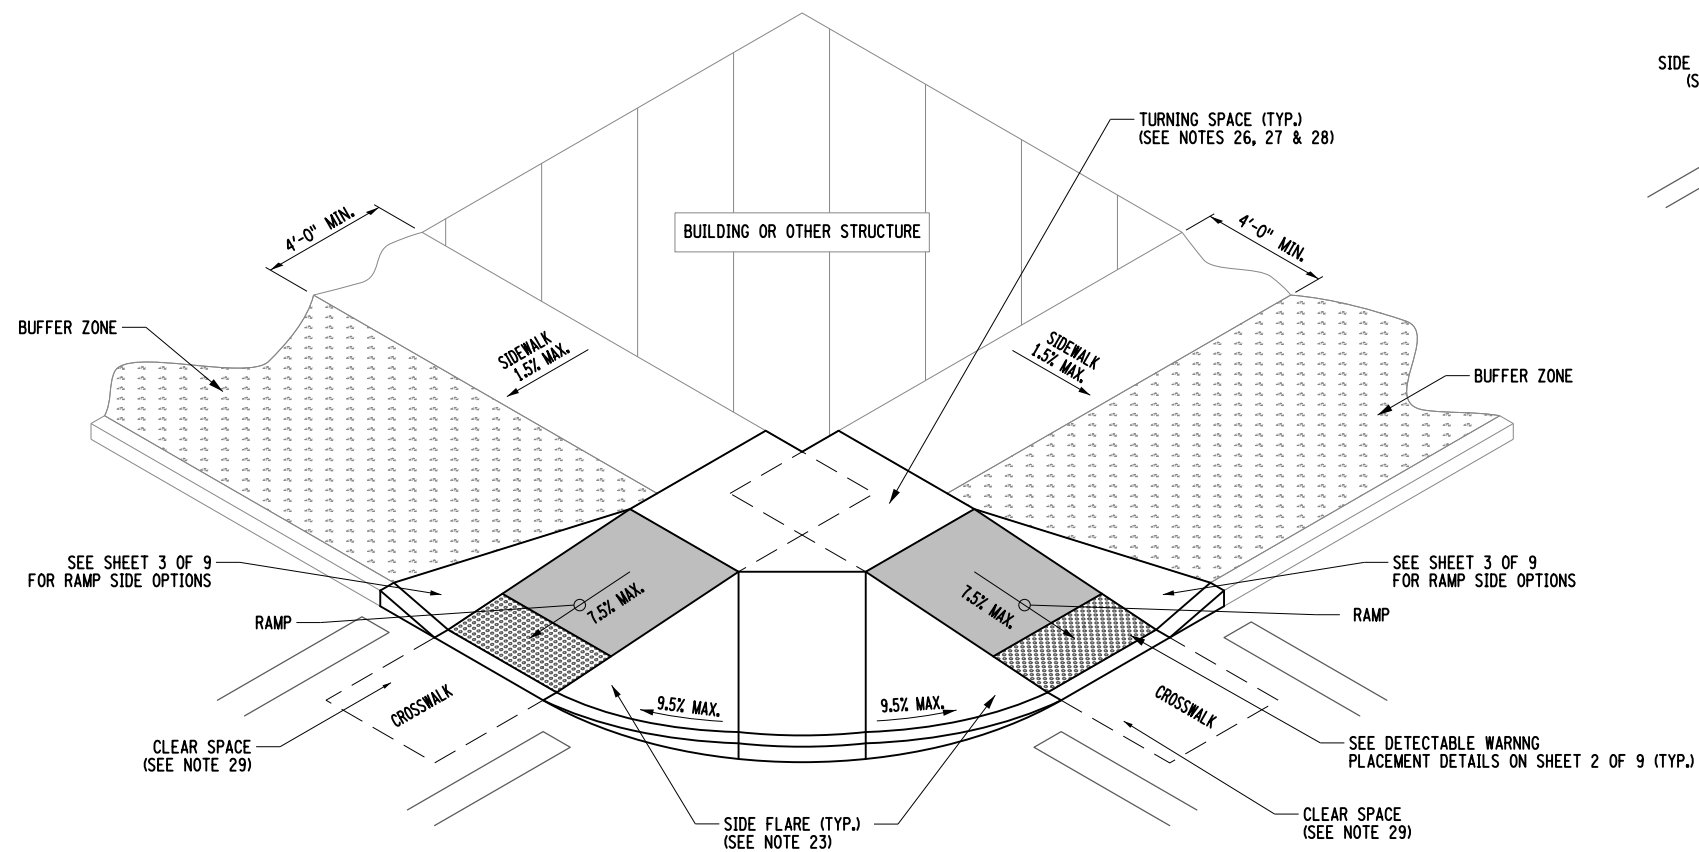 SIDE
(S
TURNING SPACE (TYP.)
(SEE NOTES 26, 27 & 28)
4'-0" MIN.
BUILDING OR OTHER STRUCTURE
4'-0" MIN.
BUFFER ZONE
SIDEWALK
1.5% MAX.
SIDEWALK
1.5% MAX.
BUFFER ZONE
SEE SHEET 3 OF 9
FOR RAMP SIDE OPTIONS
SEE SHEET 3 OF 9
FOR RAMP SIDE OPTIONS
RAMP
7.5% MAX.
7.5% MAX.
RAMP
CROSSWALK
9.5% MAX.
9.5% MAX.
CROSSWALK
CLEAR SPACE
(SEE NOTE 29)
SEE DETECTABLE WARNNG
PLACEMENT DETAILS ON SHEET 2 OF 9 (TYP.)
SIDE FLARE (TYP.)
(SEE NOTE 23)
CLEAR SPACE
(SEE NOTE 29)